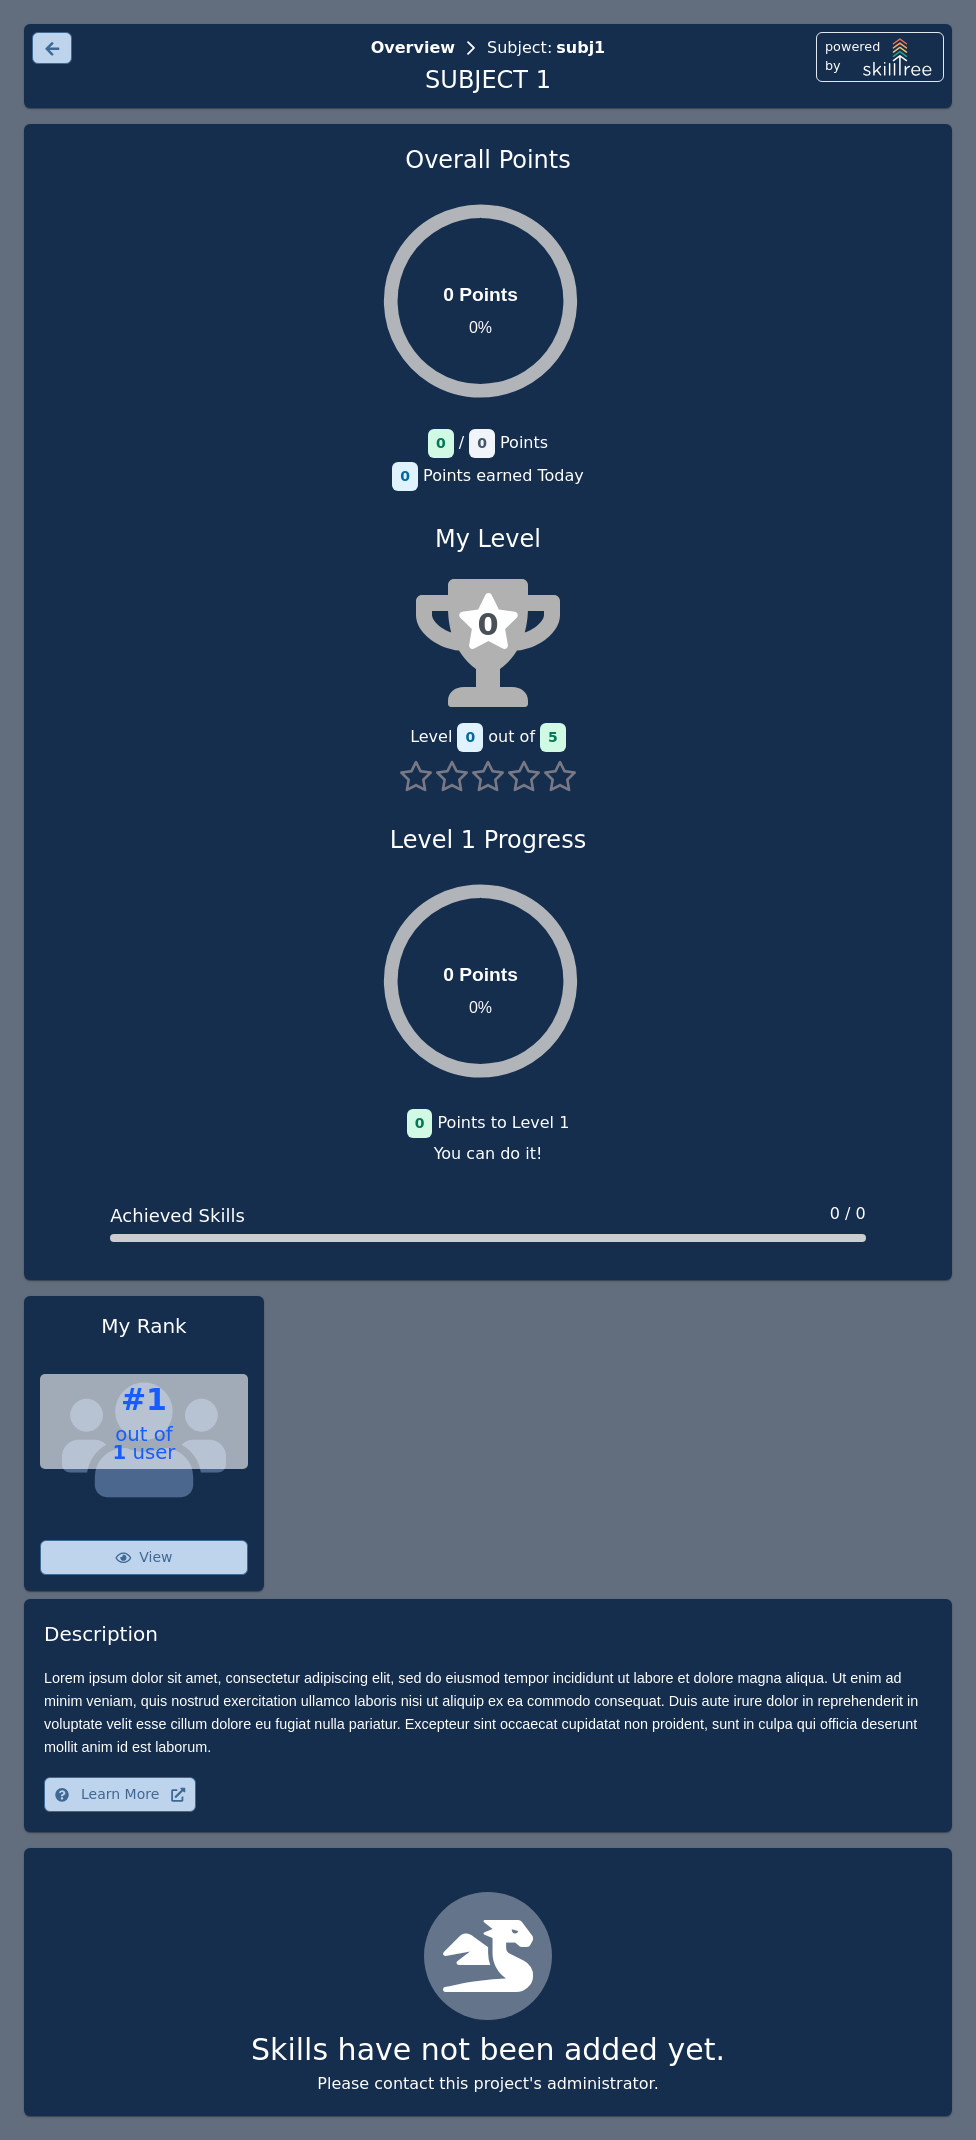 Overview > Subject: subj1
SUBJECT 1
powered
by skilltree
Overall Points
0 Points
0%
0 / 0 Points
0 Points earned Today
My Level
0
Level 0 out of 5
Level 1 Progress
0 Points
0%
0 Points to Level 1
You can do it!
Achieved Skills 0 / 0
My Rank
#1
out of
1 user
View
Description
Lorem ipsum dolor sit amet, consectetur adipiscing elit, sed do eiusmod tempor incididunt ut labore et dolore magna aliqua. Ut enim ad
minim veniam, quis nostrud exercitation ullamco laboris nisi ut aliquip ex ea commodo consequat. Duis aute irure dolor in reprehenderit in
voluptate velit esse cillum dolore eu fugiat nulla pariatur. Excepteur sint occaecat cupidatat non proident, sunt in culpa qui officia deserunt
mollit anim id est laborum.
Learn More
Skills have not been added yet.
Please contact this project's administrator.